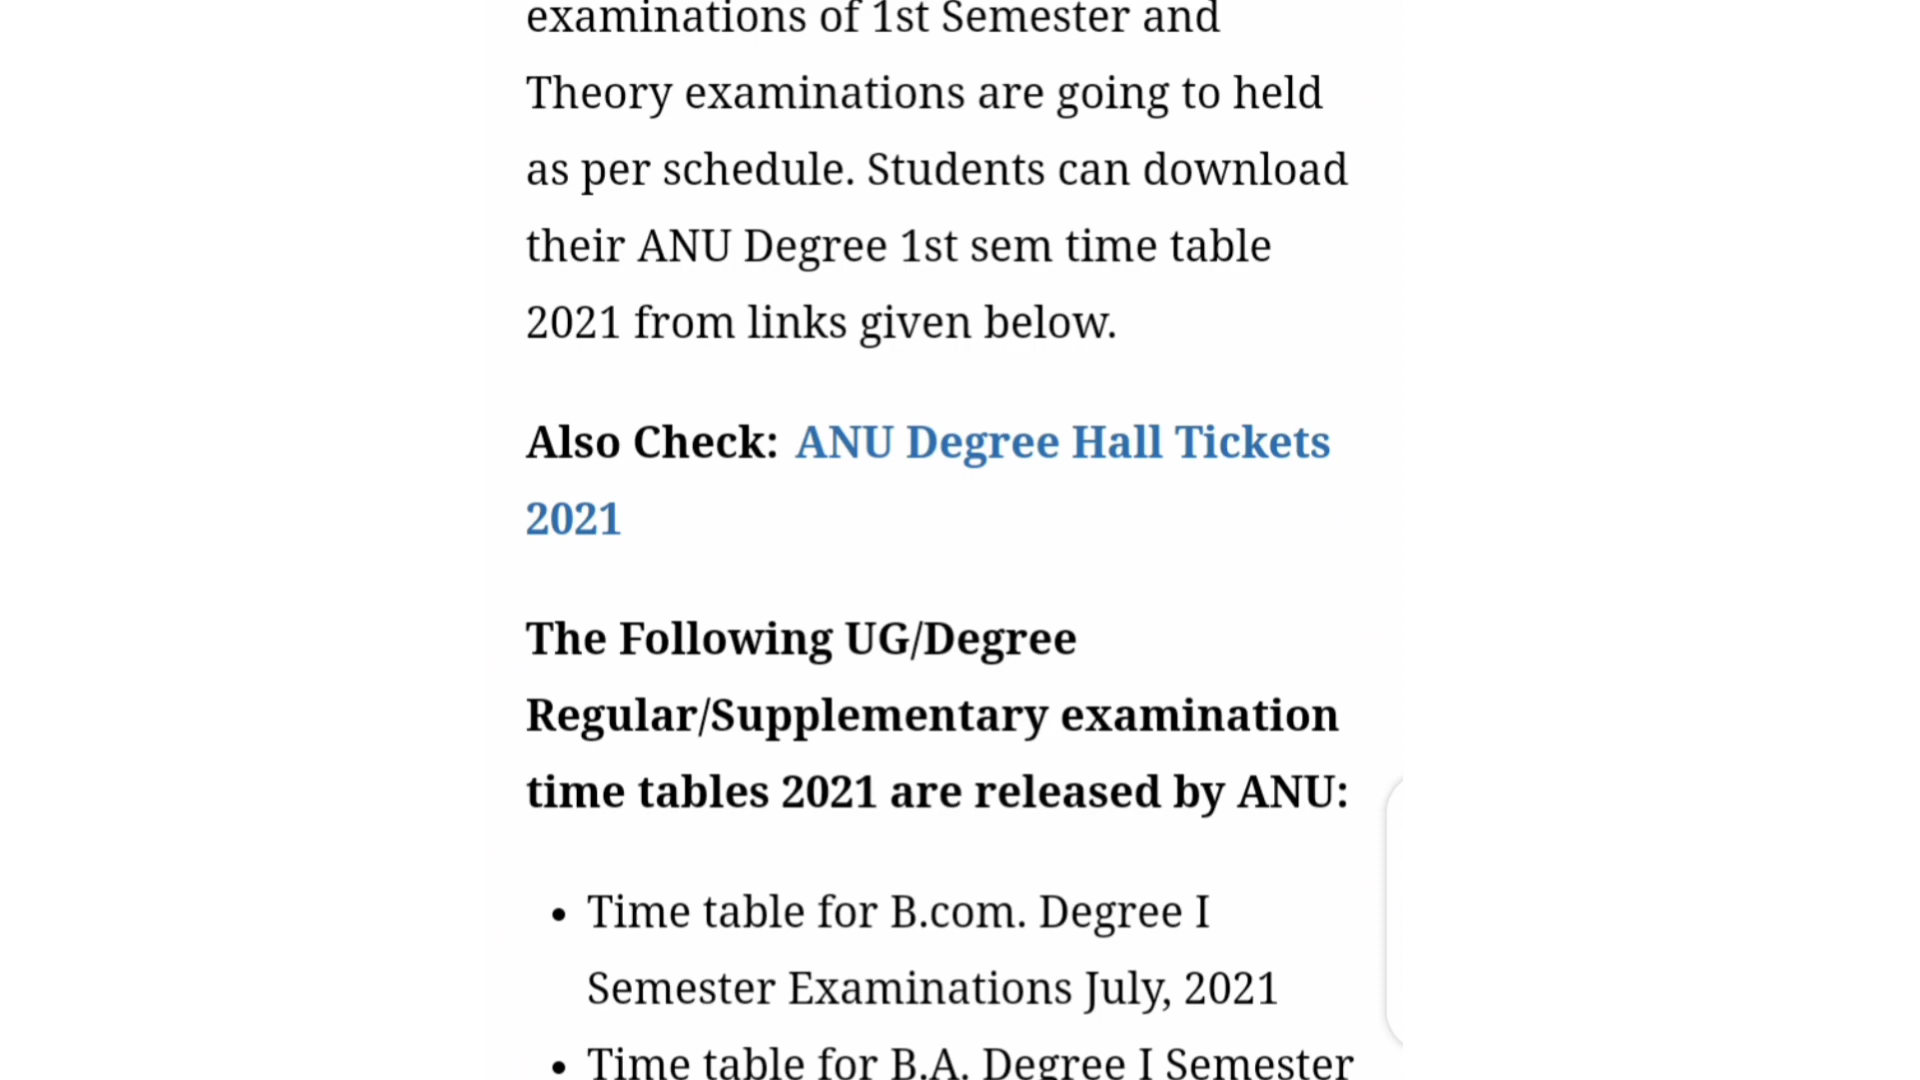 examinations of 1st Semester and
Theory examinations are going to held
as per schedule. Students can download
their ANU Degree 1st sem time table
2021 from links given below.
Also Check: ANU Degree Hall Tickets
2021
The Following UG/Degree
Regular/Supplementary examination
time tables 2021 are released by ANU:
• Time table for B.com. Degree I
Semester Examinations July, 2021
• Time table for B.A. Degree I Semester